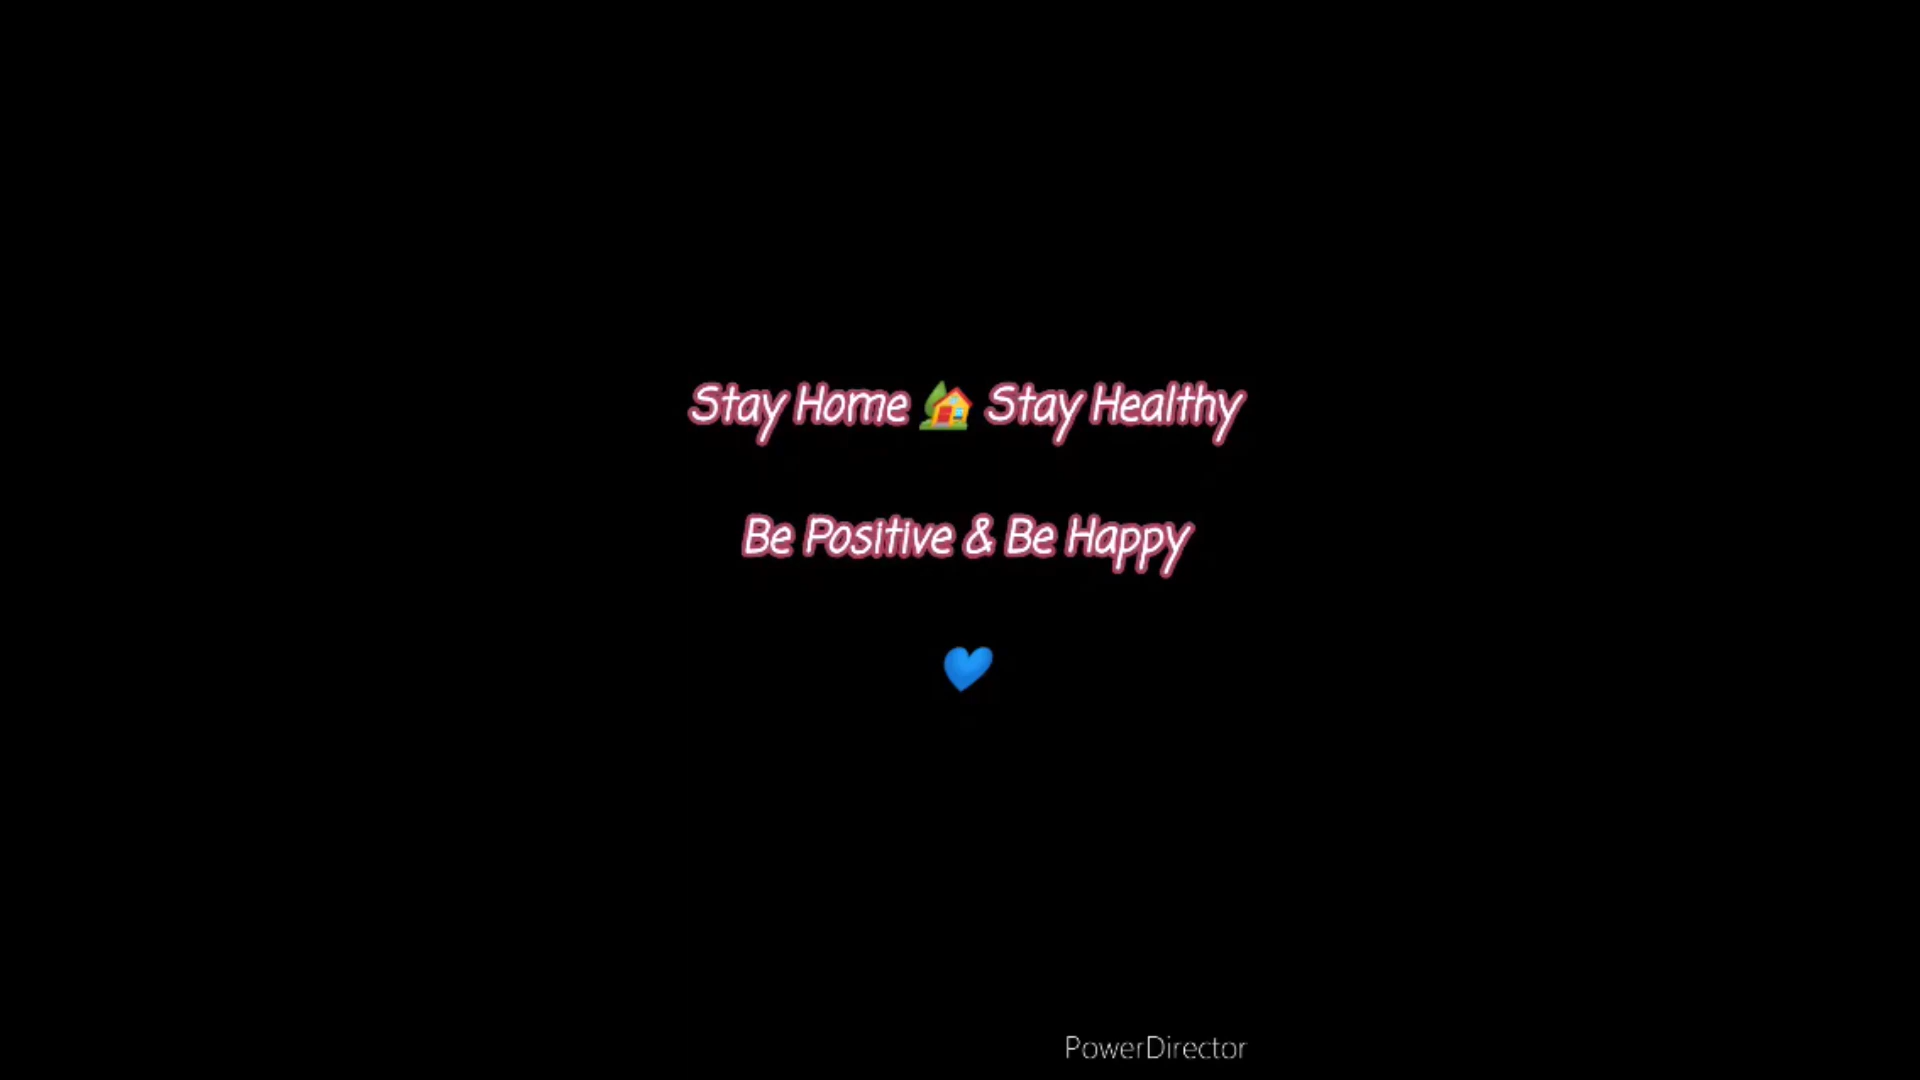 Stay Home 🏡 Stay Healthy
Be Positive & Be Happy
💙
PowerDirector